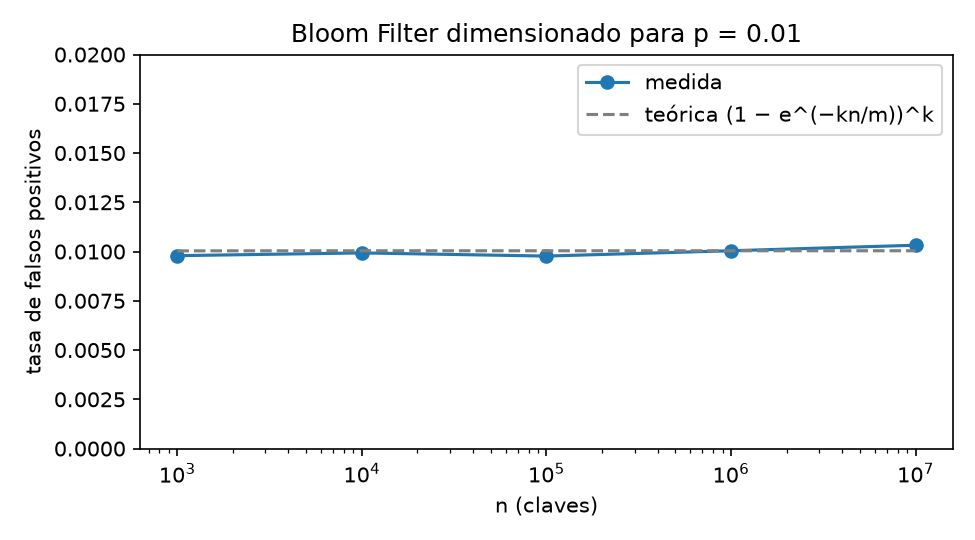 Bloom Filter dimensionado para p = 0.01
0.0200
0.0175
0.0150
0.0125
0.0100
0.0075
0.0050
0.0025
0.0000
tasa de falsos positivos
medida
teórica (1 − e^(−kn/m))^k
10³
10⁴
10⁵
10⁶
10⁷
n (claves)